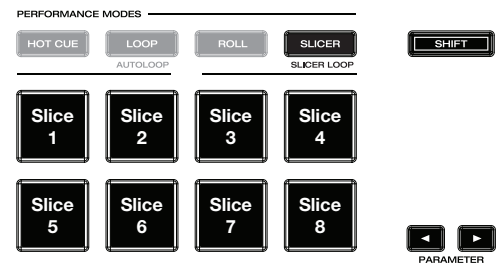 PERFORMANCE MODES
HOT CUE LOOP ROLL SLICER SHIFT
AUTOLOOP SLICER LOOP
Slice 1 Slice 2 Slice 3 Slice 4
Slice 5 Slice 6 Slice 7 Slice 8
◄ ►
PARAMETER